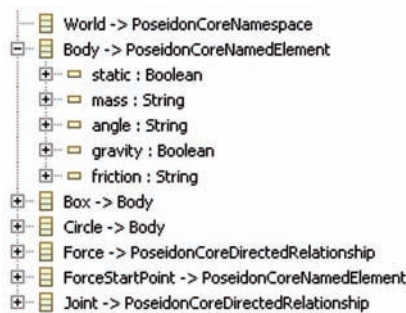 World -> PoseidonCoreNamespace
Body -> PoseidonCoreNamedElement
static : Boolean
mass : String
angle : String
gravity : Boolean
friction : String
Box -> Body
Circle -> Body
Force -> PoseidonCoreDirectedRelationship
ForceStartPoint -> PoseidonCoreNamedElement
Joint -> PoseidonCoreDirectedRelationship